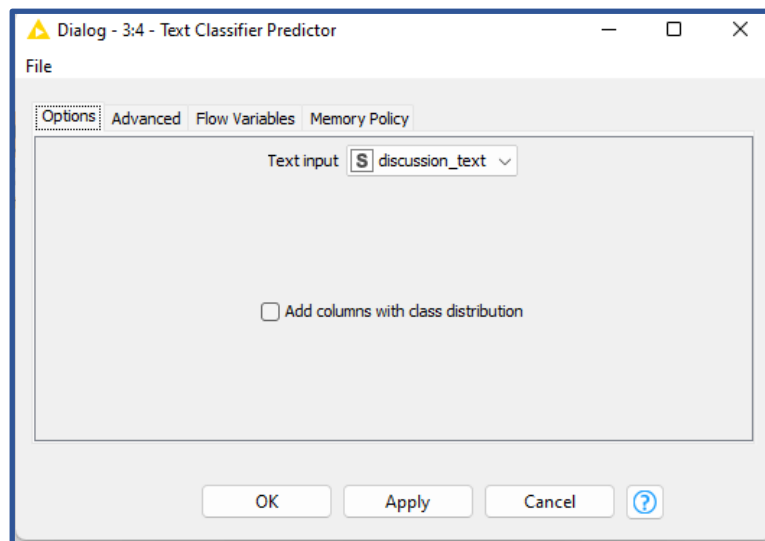 Dialog - 3:4 - Text Classifier Predictor
File
Options Advanced Flow Variables Memory Policy
Text input S discussion_text
Add columns with class distribution
OK Apply Cancel ?